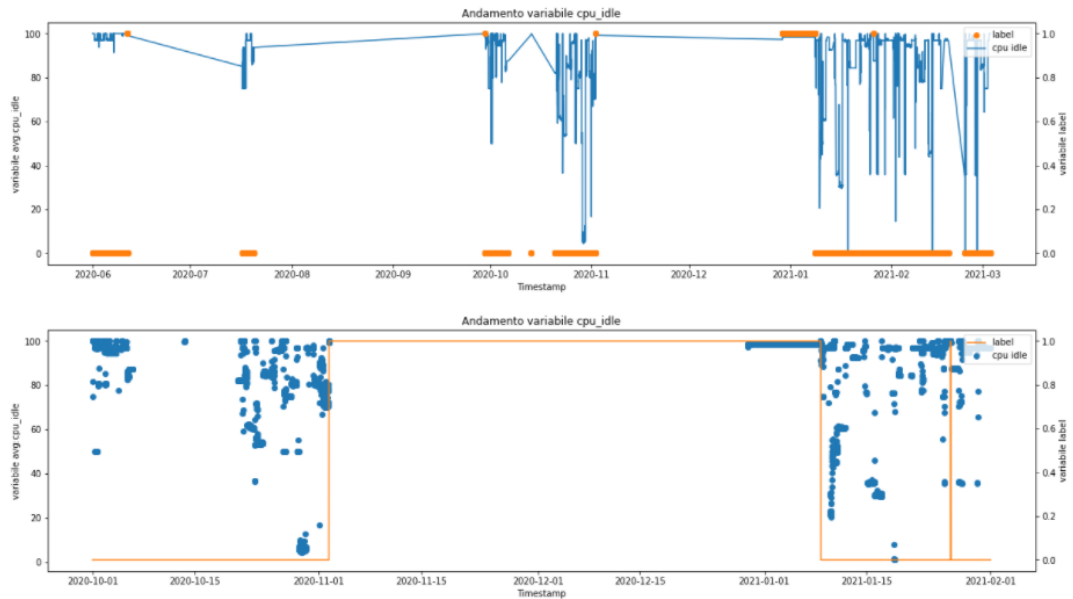 Andamento variabile cpu_idle
100
80
60
40
20
0
variabile avg cpu_idle
label
cpu idle
1.0
0.8
0.6
0.4
0.2
0.0
variabile label
2020-06 2020-07 2020-08 2020-09 2020-10 2020-11 2020-12 2021-01 2021-02 2021-03
Timestamp
Andamento variabile cpu_idle
100
80
60
40
20
0
variabile avg cpu_idle
label
cpu idle
1.0
0.8
0.6
0.4
0.2
0.0
variabile label
2020-10-01 2020-10-15 2020-11-01 2020-11-15 2020-12-01 2020-12-15 2021-01-01 2021-01-15 2021-02-01
Timestamp